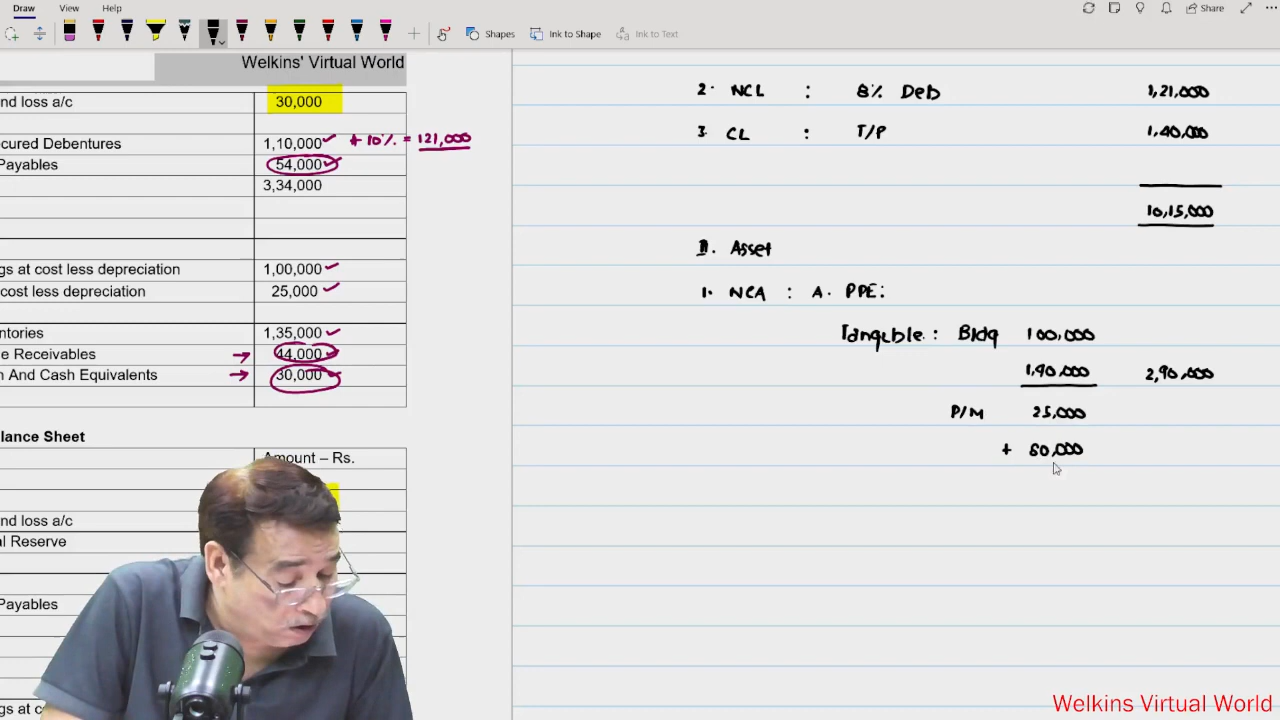 Draw View Help
Share
Shapes Ink to Shape Ink to Text
Welkins' Virtual World
nd loss a/c 30,000
cured Debentures 1,10,000 + 10% = 121,000
Payables 54,000
3,34,000
gs at cost less depreciation 1,00,000
cost less depreciation 25,000
ntories 1,35,000
e Receivables 44,000
n And Cash Equivalents 30,000
alance Sheet
Amount – Rs.
nd loss a/c
al Reserve
Payables
gs at co
2. NCL : 8% Deb 1,21,000
3. CL : T/P 1,40,000
10,15,000
II. Asset
1. NCA : A. PPE:
Tangible : Bldg 100,000
1,90,000 2,90,000
P/M 25,000
+ 80,000
Welkins Virtual World